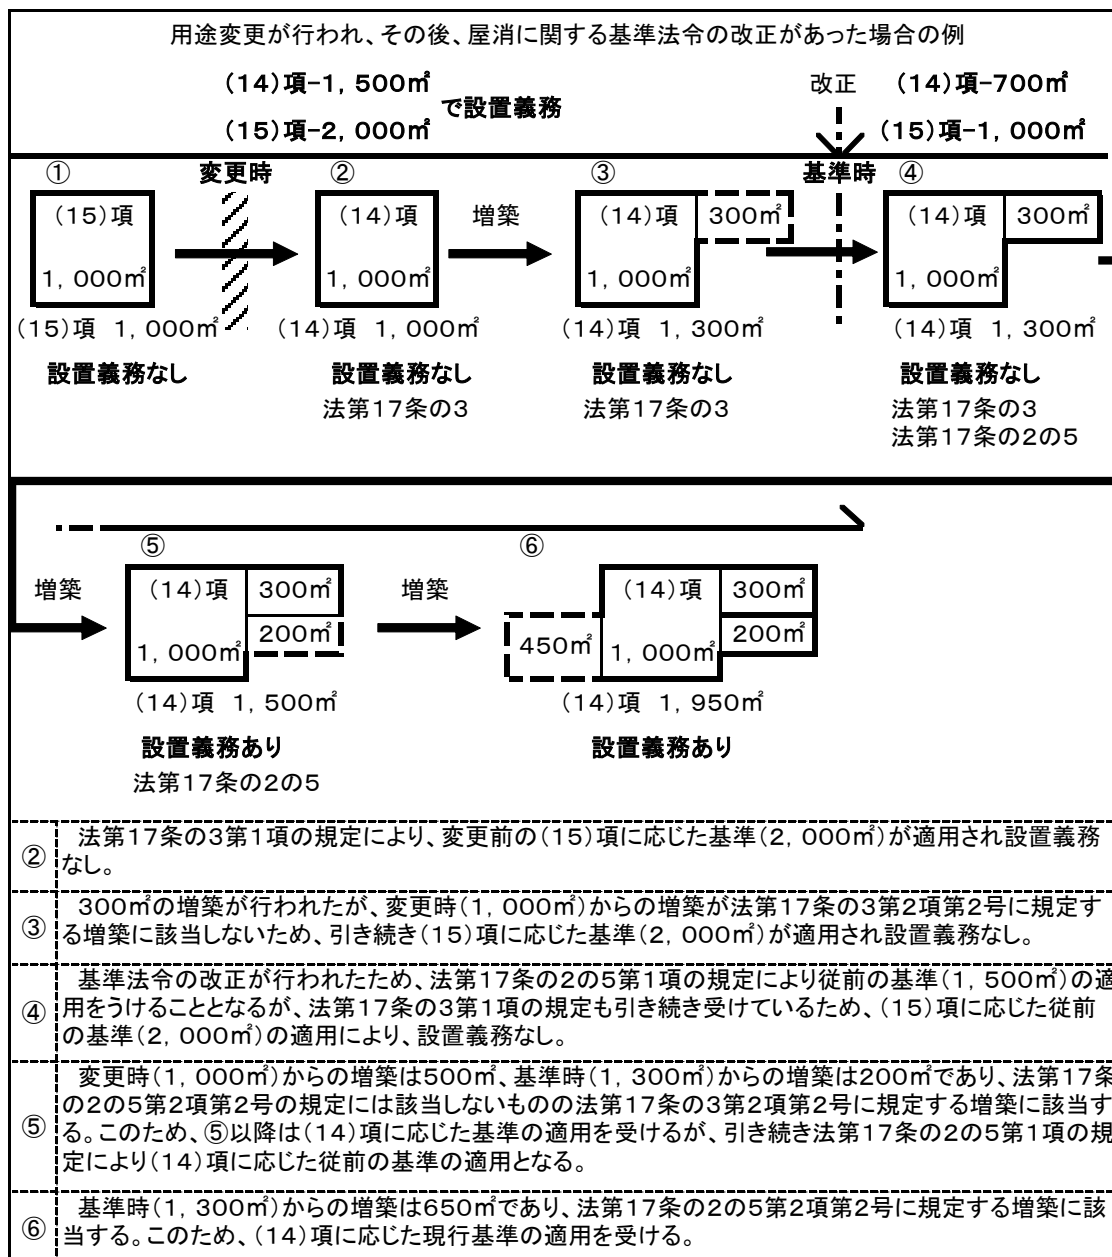 用途変更が行われ、その後、屋消に関する基準法令の改正があった場合の例
(14)項-1,500㎡
(15)項-2,000㎡
で設置義務
改正
(14)項-700㎡
(15)項-1,000㎡
① 変更時 ② ③ 基準時 ④
(15)項 (14)項 増築 (14)項 300㎡ (14)項 300㎡
1,000㎡ 1,000㎡ 1,000㎡ 1,000㎡
(15)項 1,000㎡ (14)項 1,000㎡ (14)項 1,300㎡ (14)項 1,300㎡
設置義務なし 設置義務なし 設置義務なし 設置義務なし
法第17条の3 法第17条の3 法第17条の3
法第17条の2の5
⑤ ⑥
増築 (14)項 300㎡ 増築 (14)項 300㎡
200㎡ 200㎡
1,000㎡ 450㎡ 1,000㎡
(14)項 1,500㎡ (14)項 1,950㎡
設置義務あり 設置義務あり
法第17条の2の5
② 法第17条の3第1項の規定により、変更前の(15)項に応じた基準(2,000㎡)が適用され設置義務
なし。
③ 300㎡の増築が行われたが、変更時(1,000㎡)からの増築が法第17条の3第2項第2号に規定す
る増築に該当しないため、引き続き(15)項に応じた基準(2,000㎡)が適用され設置義務なし。
④ 基準法令の改正が行われたため、法第17条の2の5第1項の規定により従前の基準(1,500㎡)の適
用をうけることとなるが、法第17条の3第1項の規定も引き続き受けているため、(15)項に応じた従前
の基準(2,000㎡)の適用により、設置義務なし。
⑤ 変更時(1,000㎡)からの増築は500㎡、基準時(1,300㎡)からの増築は200㎡であり、法第17条
の2の5第2項第2号の規定には該当しないものの法第17条の3第2項第2号に規定する増築に該当す
る。このため、⑤以降は(14)項に応じた基準の適用を受けるが、引き続き法第17条の2の5第1項の規
定により(14)項に応じた従前の基準の適用となる。
⑥ 基準時(1,300㎡)からの増築は650㎡であり、法第17条の2の5第2項第2号に規定する増築に該
当する。このため、(14)項に応じた現行基準の適用を受ける。